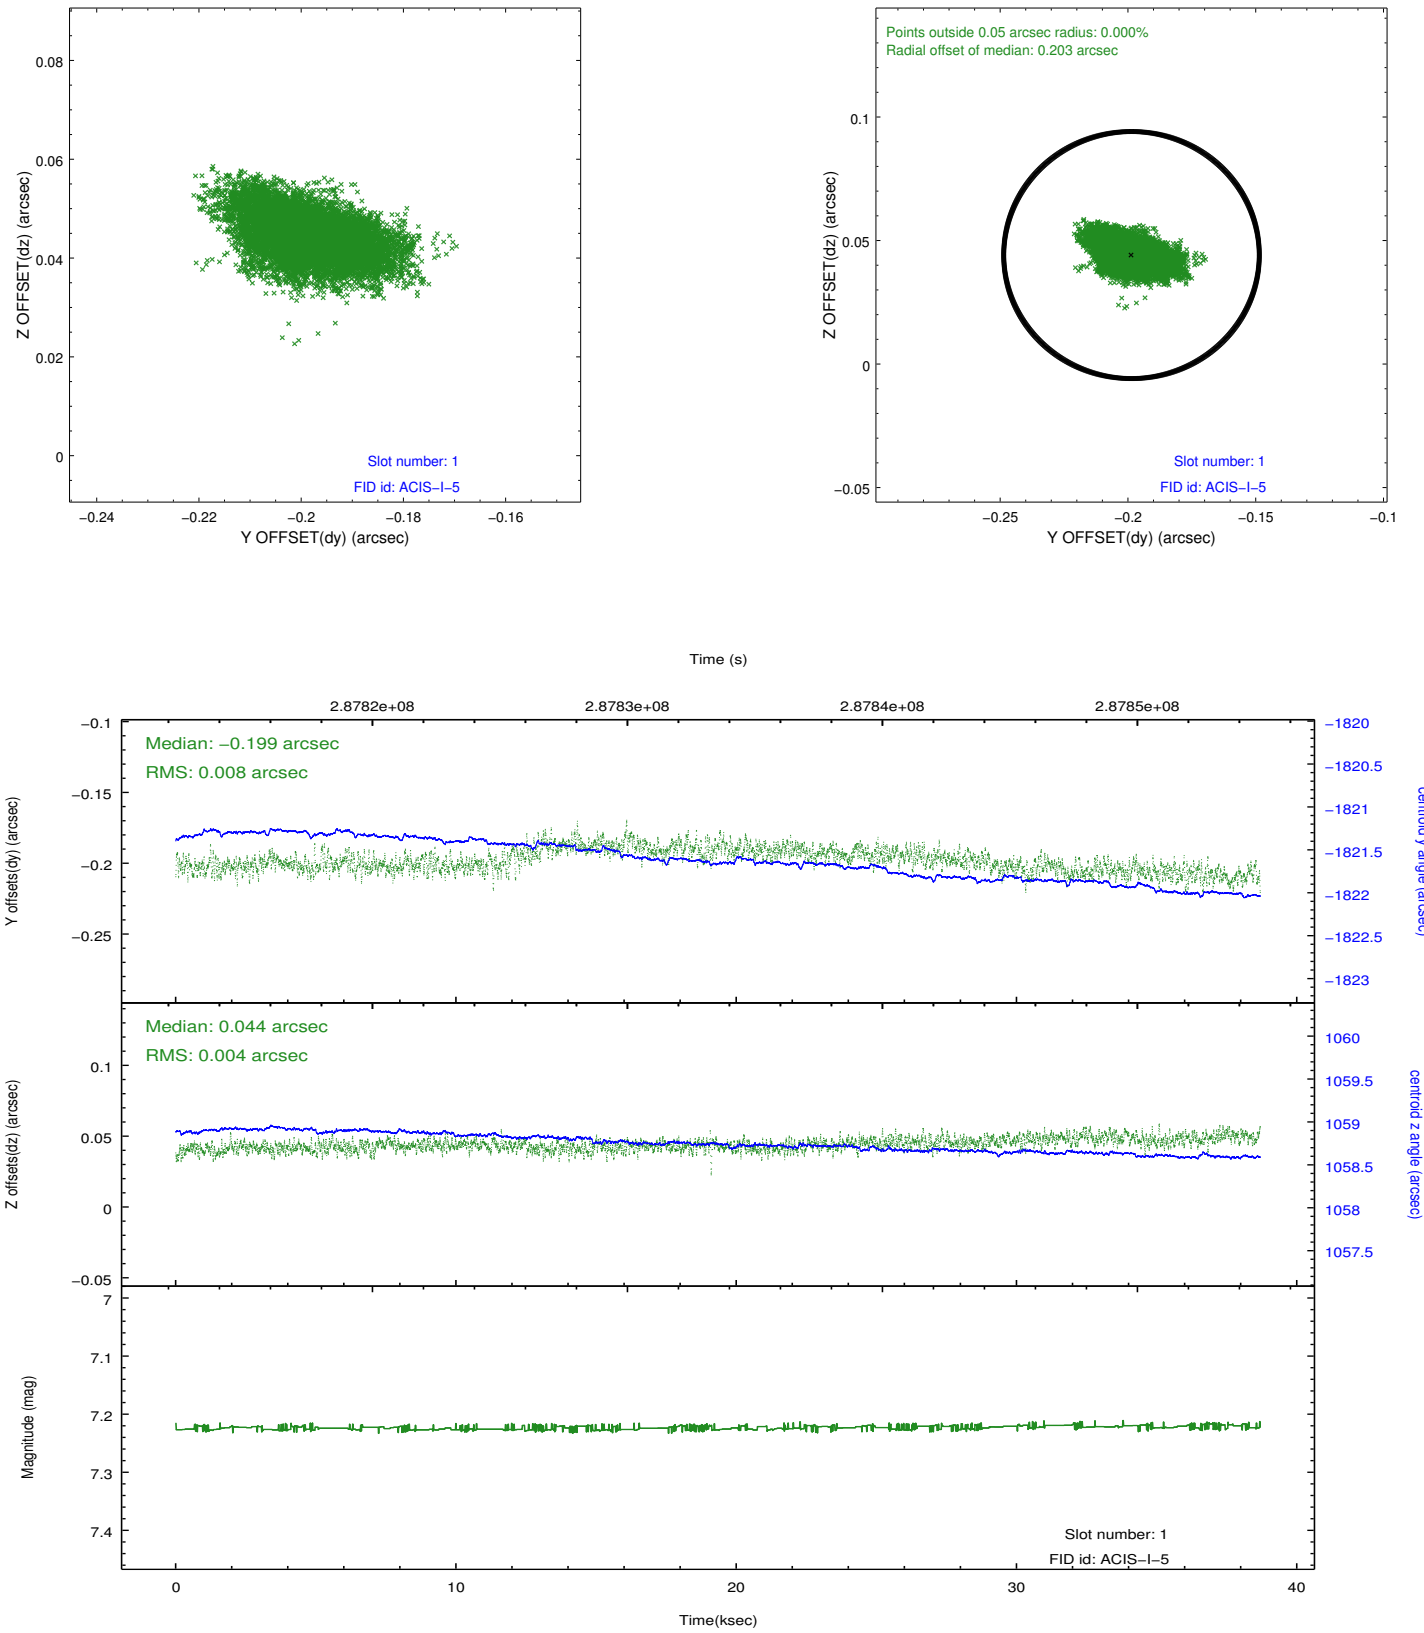 0.08
0.06
0.04
0.02
0
Z OFFSET(dz) (arcsec)
Slot number: 1
FID id: ACIS−I−5
−0.24
−0.22
−0.2
−0.18
−0.16
Y OFFSET(dy) (arcsec)
Points outside 0.05 arcsec radius: 0.000%
Radial offset of median: 0.203 arcsec
0.1
0.05
0
−0.05
Z OFFSET(dz) (arcsec)
Slot number: 1
FID id: ACIS−I−5
−0.25
−0.2
−0.15
−0.1
Y OFFSET(dy) (arcsec)
Time (s)
2.8782e+08
2.8783e+08
2.8784e+08
2.8785e+08
−0.1
−0.15
−0.2
−0.25
Y offsets(dy) (arcsec)
Median: −0.199 arcsec
RMS: 0.008 arcsec
−1820
−1820.5
−1821
−1821.5
−1822
−1822.5
−1823
centroid y angle (arcsec)
0.1
0.05
0
−0.05
Z offsets(dz) (arcsec)
Median: 0.044 arcsec
RMS: 0.004 arcsec
1060
1059.5
1059
1058.5
1058
1057.5
centroid z angle (arcsec)
7
7.1
7.2
7.3
7.4
Magnitude (mag)
Slot number: 1
FID id: ACIS−I−5
0
10
20
30
40
Time(ksec)